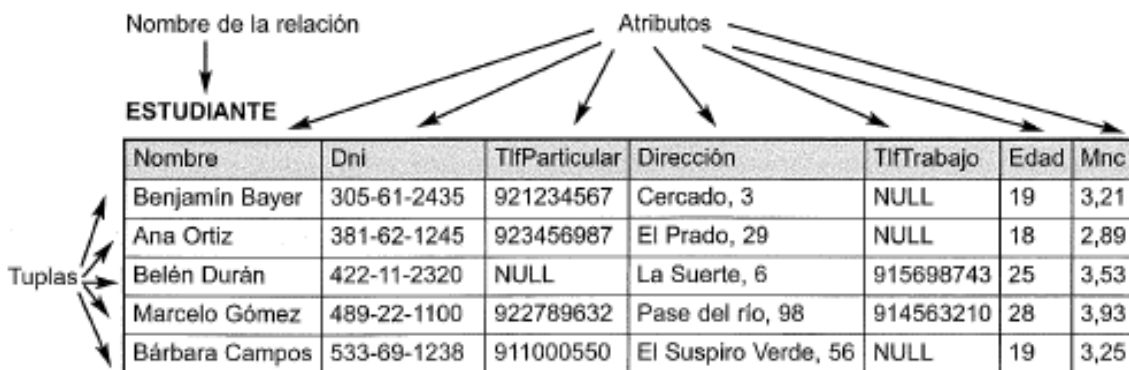 Nombre de la relación
Atributos
ESTUDIANTE
Nombre Dni TlfParticular Dirección TlfTrabajo Edad Mnc
Benjamín Bayer 305-61-2435 921234567 Cercado, 3 NULL 19 3,21
Ana Ortiz 381-62-1245 923456987 El Prado, 29 NULL 18 2,89
Tuplas
Belén Durán 422-11-2320 NULL La Suerte, 6 915698743 25 3,53
Marcelo Gómez 489-22-1100 922789632 Pase del río, 98 914563210 28 3,93
Bárbara Campos 533-69-1238 911000550 El Suspiro Verde, 56 NULL 19 3,25